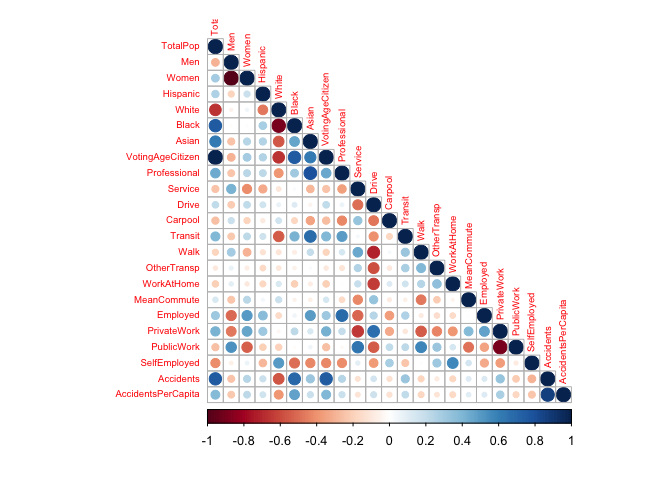 TotalPop
Men
Women
Hispanic
White
Black
Asian
VotingAgeCitizen
Professional
Service
Drive
Carpool
Transit
Walk
OtherTransp
WorkAtHome
MeanCommute
Employed
PrivateWork
PublicWork
SelfEmployed
Accidents
AccidentsPerCapita
Men
Women
Hispanic
White
Black
Asian
VotingAgeCitizen
Professional
Service
Drive
Carpool
Transit
Walk
OtherTransp
WorkAtHome
MeanCommute
Employed
PrivateWork
PublicWork
SelfEmployed
Accidents
AccidentsPerCapita
-1 -0.8 -0.6 -0.4 -0.2 0 0.2 0.4 0.6 0.8 1